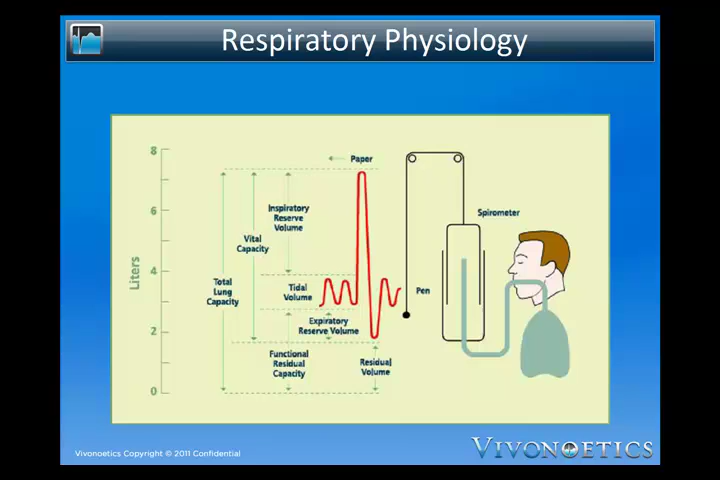 Respiratory Physiology
8
Paper
6
Inspiratory
Reserve
Volume
Spirometer
Vital
Capacity
Liters
4
Total
Lung
Capacity
Tidal
Volume
Pen
2
Expiratory
Reserve Volume
Functional
Residual
Capacity
Residual
Volume
0
Vivonoetics Copyright © 2011 Confidential
VIVONOETICS